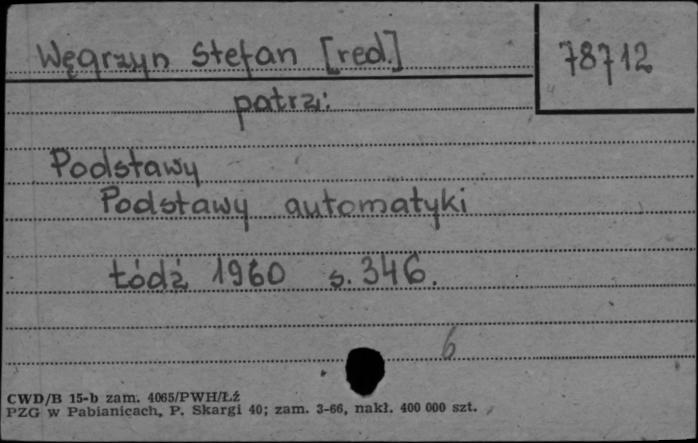 Węgrzyn Stefan [red.]
78712
patrz:
Podstawy
Podstawy automatyki
Łódź 1960 s. 346.
6
CWD/B 15-b zam. 4065/PWH/Łź
PZG w Pabianicach, P. Skargi 40; zam. 3-66, nakł. 400 000 szt.